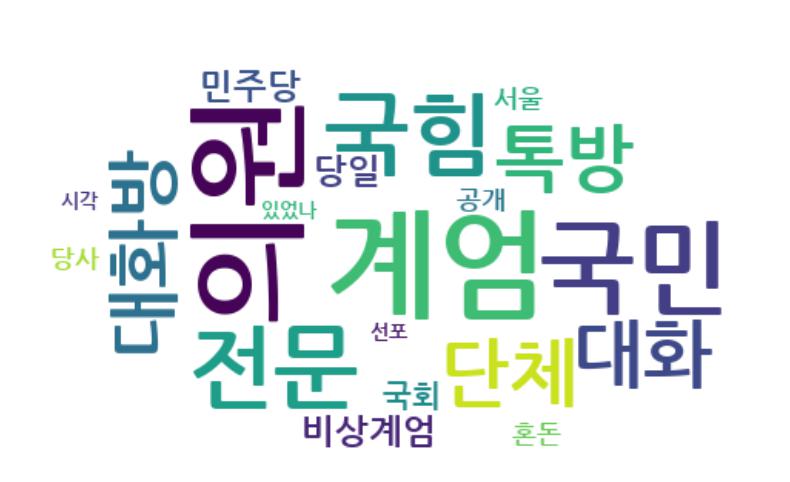 민주당
국힘
서울
의원
당일
톡방
대화방
시각
있었나
공개
당사
계엄
국민
선포
전문
단체
대화
국회
비상계엄
혼돈